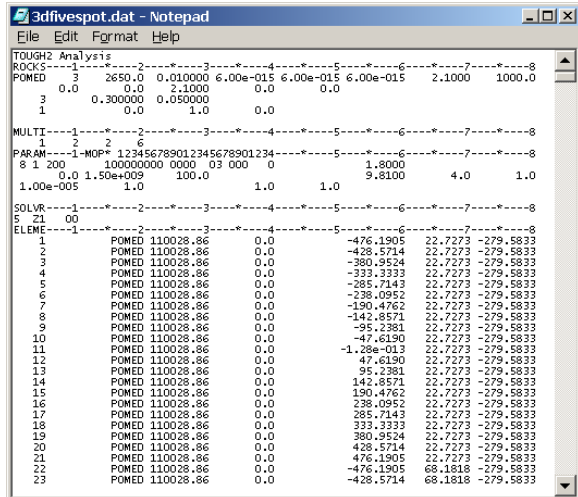 3dfivespot.dat - Notepad
File Edit Format Help
TOUGH2 Analysis
ROCKS----1----*----2----*----3----*----4----*----5----*----6----*----7----*----8
POMED    3    2650.0  0.010000 6.00e-015 6.00e-015 6.00e-015    2.1000    1000.0
0.0    0.0    2.1000    0.0    0.0
3    0.300000  0.050000
1    0.0    1.0    0.0
MULTI----1----*----2----*----3----*----4----*----5----*----6----*----7----*----8
1    2    2    6
PARAM----1-MOP* 123456789012345678901234----*----5----*----6----*----7----*----8
8 1 200    100000000 0000  03 000  0    1.8000
0.0 1.50e+009    100.0    9.8100    4.0    1.0
1.00e-005    1.0    1.0    1.0
SOLVR----1----*----2----*----3----*----4----*----5----*----6----*----7----*----8
5  Z1   O0
ELEME----1----*----2----*----3----*----4----*----5----*----6----*----7----*----8
1    POMED 110028.86    0.0    -476.1905    22.7273 -279.5833
2    POMED 110028.86    0.0    -428.5714    22.7273 -279.5833
3    POMED 110028.86    0.0    -380.9524    22.7273 -279.5833
4    POMED 110028.86    0.0    -333.3333    22.7273 -279.5833
5    POMED 110028.86    0.0    -285.7143    22.7273 -279.5833
6    POMED 110028.86    0.0    -238.0952    22.7273 -279.5833
7    POMED 110028.86    0.0    -190.4762    22.7273 -279.5833
8    POMED 110028.86    0.0    -142.8571    22.7273 -279.5833
9    POMED 110028.86    0.0    -95.2381    22.7273 -279.5833
10    POMED 110028.86    0.0    -47.6190    22.7273 -279.5833
11    POMED 110028.86    0.0    -1.28e-013    22.7273 -279.5833
12    POMED 110028.86    0.0    47.6190    22.7273 -279.5833
13    POMED 110028.86    0.0    95.2381    22.7273 -279.5833
14    POMED 110028.86    0.0    142.8571    22.7273 -279.5833
15    POMED 110028.86    0.0    190.4762    22.7273 -279.5833
16    POMED 110028.86    0.0    238.0952    22.7273 -279.5833
17    POMED 110028.86    0.0    285.7143    22.7273 -279.5833
18    POMED 110028.86    0.0    333.3333    22.7273 -279.5833
19    POMED 110028.86    0.0    380.9524    22.7273 -279.5833
20    POMED 110028.86    0.0    428.5714    22.7273 -279.5833
21    POMED 110028.86    0.0    476.1905    22.7273 -279.5833
22    POMED 110028.86    0.0    -476.1905    68.1818 -279.5833
23    POMED 110028.86    0.0    -428.5714    68.1818 -279.5833